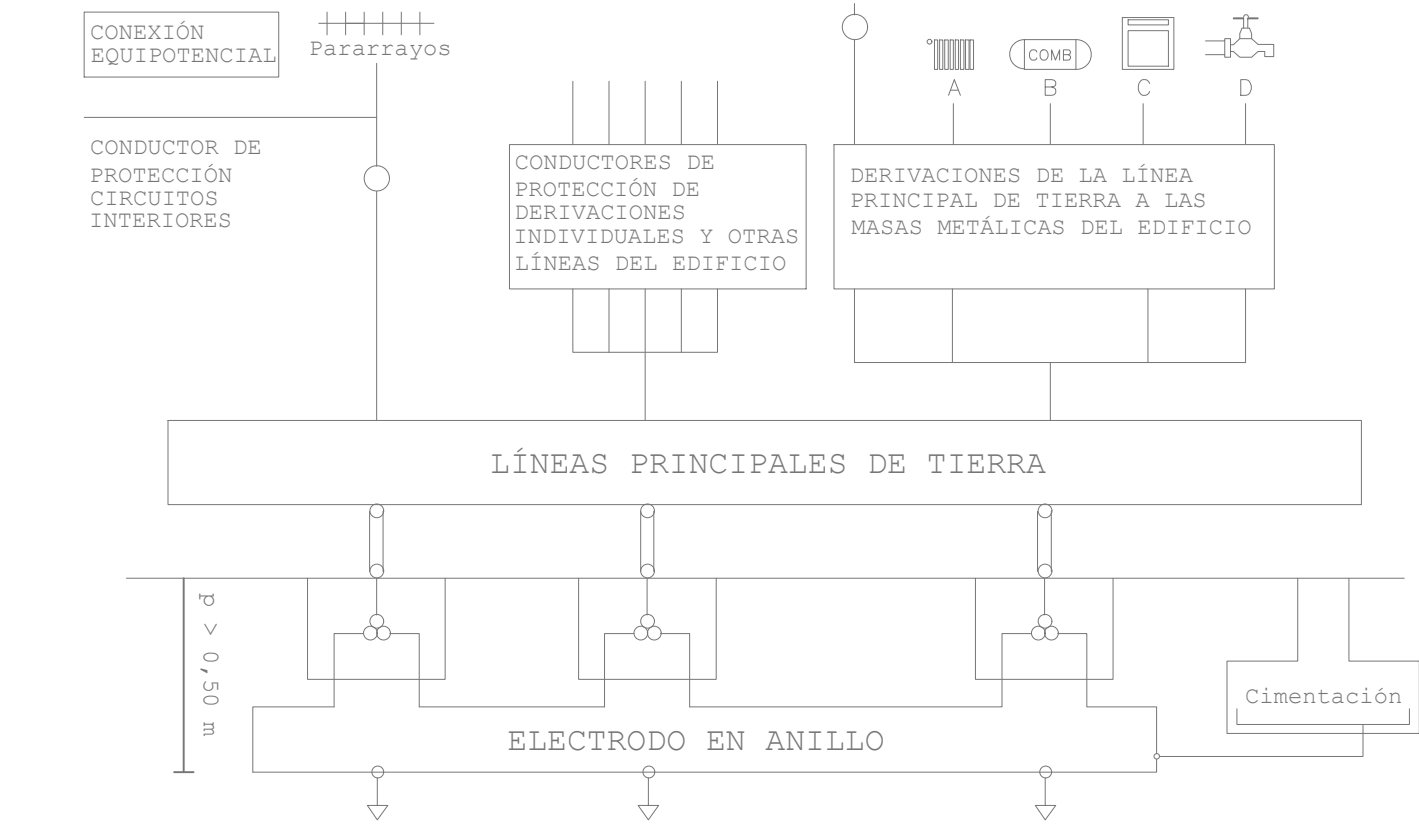 CONEXIÓN
EQUIPOTENCIAL
Pararrayos
COMB
A
B
C
D
CONDUCTOR DE
PROTECCIÓN
CIRCUITOS
INTERIORES
CONDUCTORES DE
PROTECCIÓN DE
DERIVACIONES
INDIVIDUALES Y OTRAS
LÍNEAS DEL EDIFICIO
DERIVACIONES DE LA LÍNEA
PRINCIPAL DE TIERRA A LAS
MASAS METÁLICAS DEL EDIFICIO
LÍNEAS PRINCIPALES DE TIERRA
p > 0,50 m
Cimentación
ELECTRODO EN ANILLO